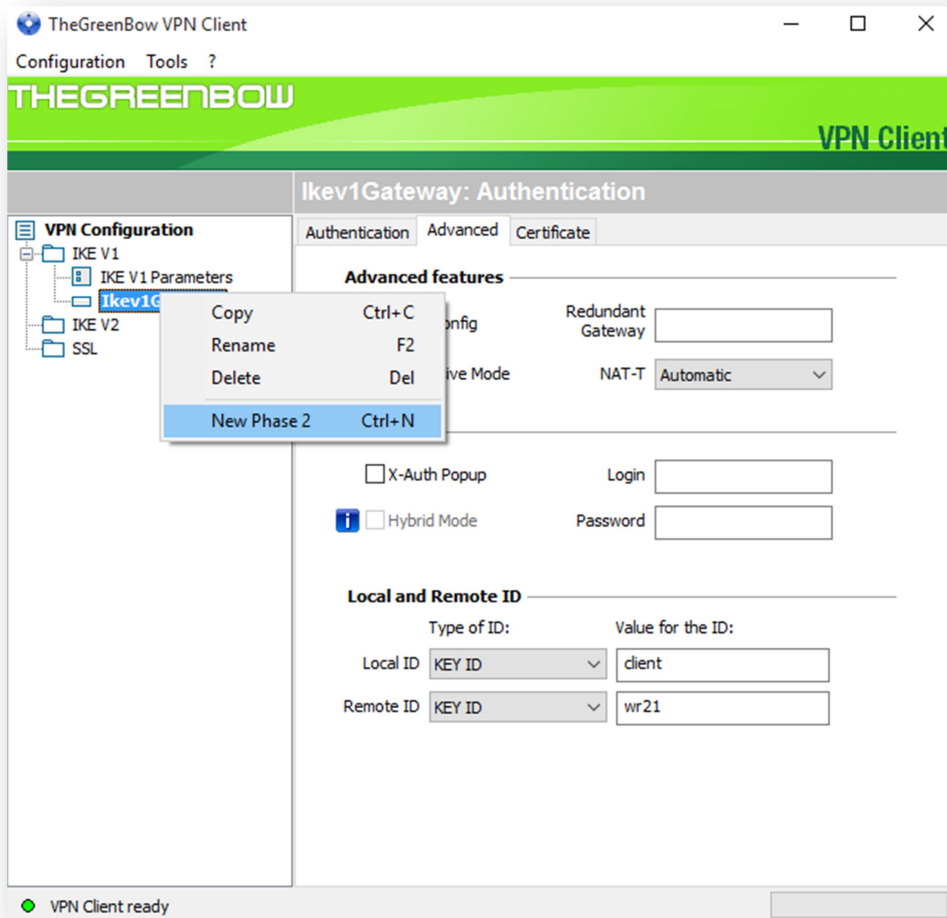 TheGreenBow VPN Client
Configuration Tools ?
THEGREENBOW
VPN Client
Ikev1Gateway: Authentication
VPN Configuration
IKE V1
IKE V1 Parameters
Ikev1G
IKE V2
SSL
Copy Ctrl+C
Rename F2
Delete Del
New Phase 2 Ctrl+N
Authentication Advanced Certificate
Advanced features
onfig
Redundant
Gateway
ive Mode NAT-T Automatic
X-Auth Popup Login
i Hybrid Mode Password
Local and Remote ID
Type of ID: Value for the ID:
Local ID KEY ID client
Remote ID KEY ID wr21
VPN Client ready